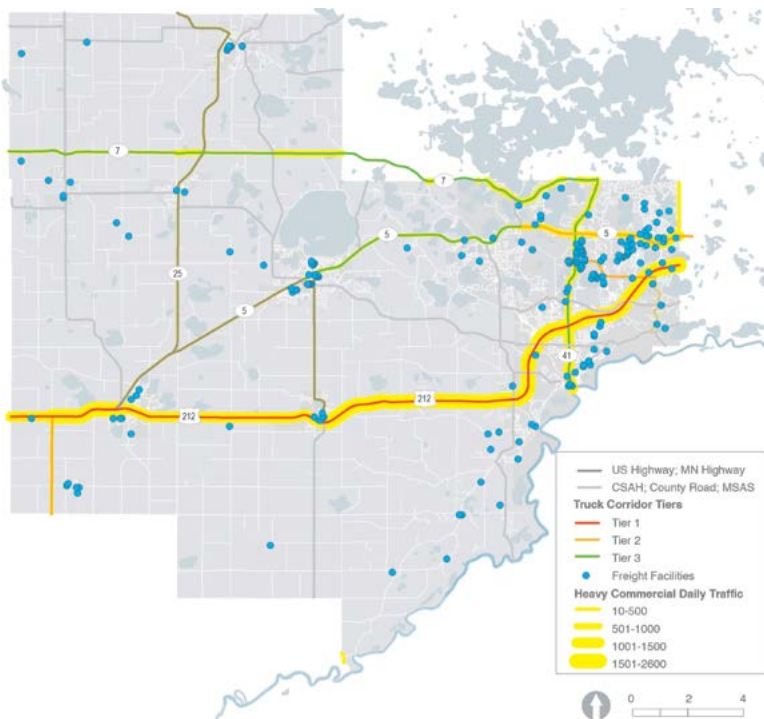 7
7
5
5
25
5
41
212
212
US Highway; MN Highway
CSAH; County Road; MSAS
Truck Corridor Tiers
Tier 1
Tier 2
Tier 3
Freight Facilities
Heavy Commercial Daily Traffic
10-500
501-1000
1001-1500
1501-2600
0 2 4